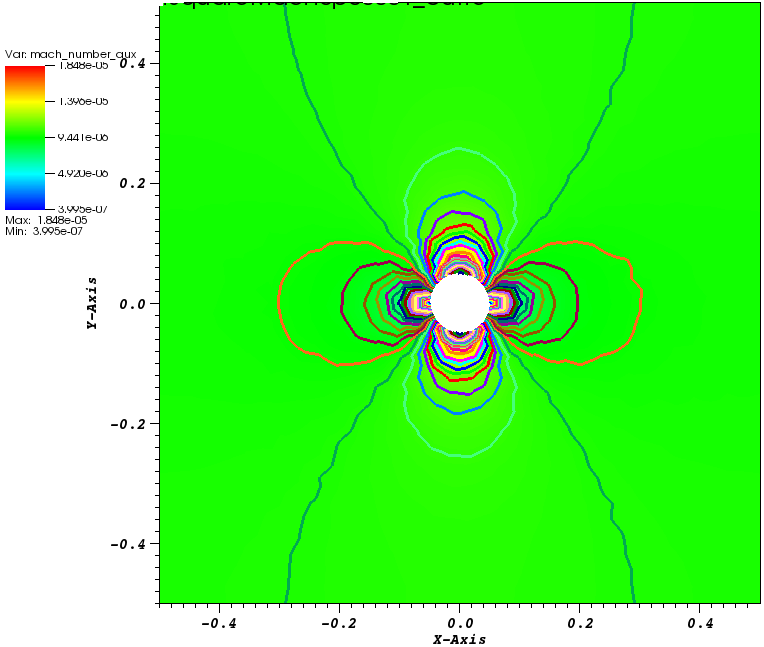 Var: mach_number_aux
1.848e-05
1.396e-05
9.441e-06
4.920e-06
3.995e-07
Max: 1.848e-05
Min: 3.995e-07
0.4
0.2
0.0
-0.2
-0.4
Y-Axis
-0.4 -0.2 0.0 0.2 0.4
X-Axis